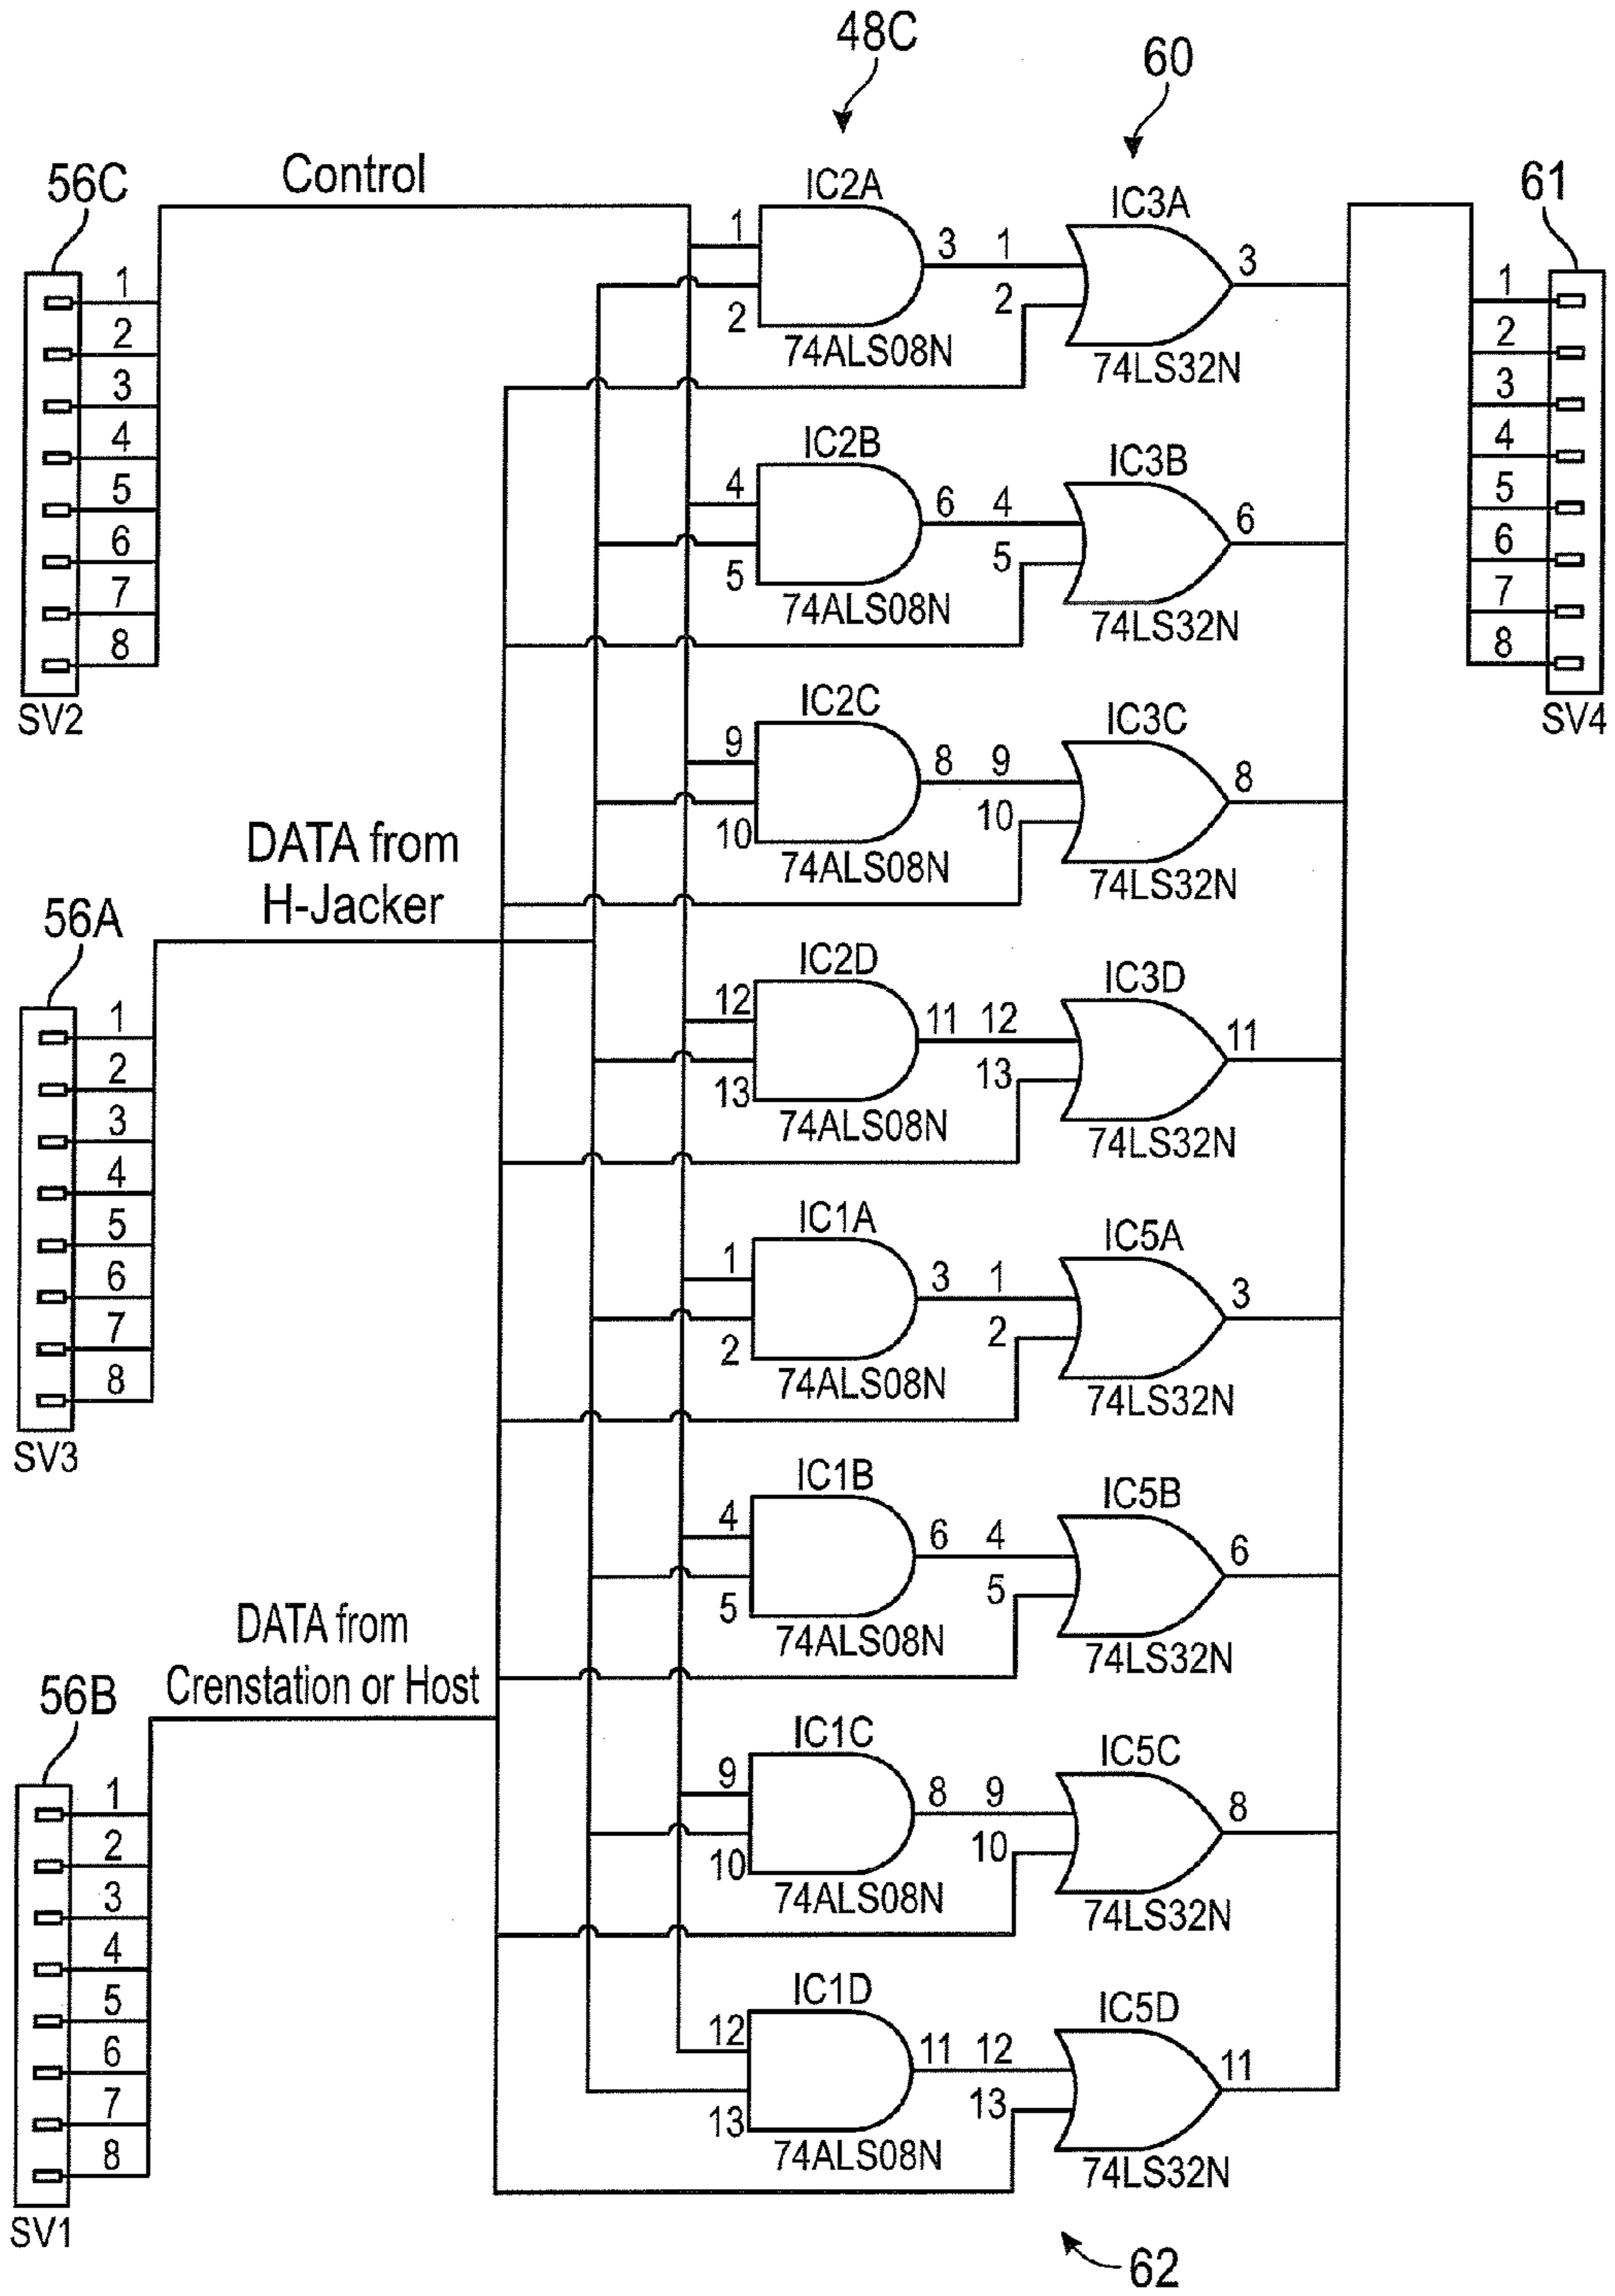 48C
60
Control
56C
1
2
3
4
5
6
7
8
SV2
DATA from
H-Jacker
56A
1
2
3
4
5
6
7
8
SV3
DATA from
Crenstation or Host
56B
1
2
3
4
5
6
7
8
SV1
IC2A
1
2
3
74ALS08N
IC3A
1
2
3
74LS32N
IC2B
4
5
6
74ALS08N
IC3B
4
5
6
74LS32N
IC2C
9
10
8
74ALS08N
IC3C
9
10
8
74LS32N
IC2D
12
13
11
74ALS08N
IC3D
12
13
11
74LS32N
IC1A
1
2
3
74ALS08N
IC5A
1
2
3
74LS32N
IC1B
4
5
6
74ALS08N
IC5B
4
5
6
74LS32N
IC1C
9
10
8
74ALS08N
IC5C
9
10
8
74LS32N
IC1D
12
13
11
74ALS08N
IC5D
12
13
11
74LS32N
61
1
2
3
4
5
6
7
8
SV4
62